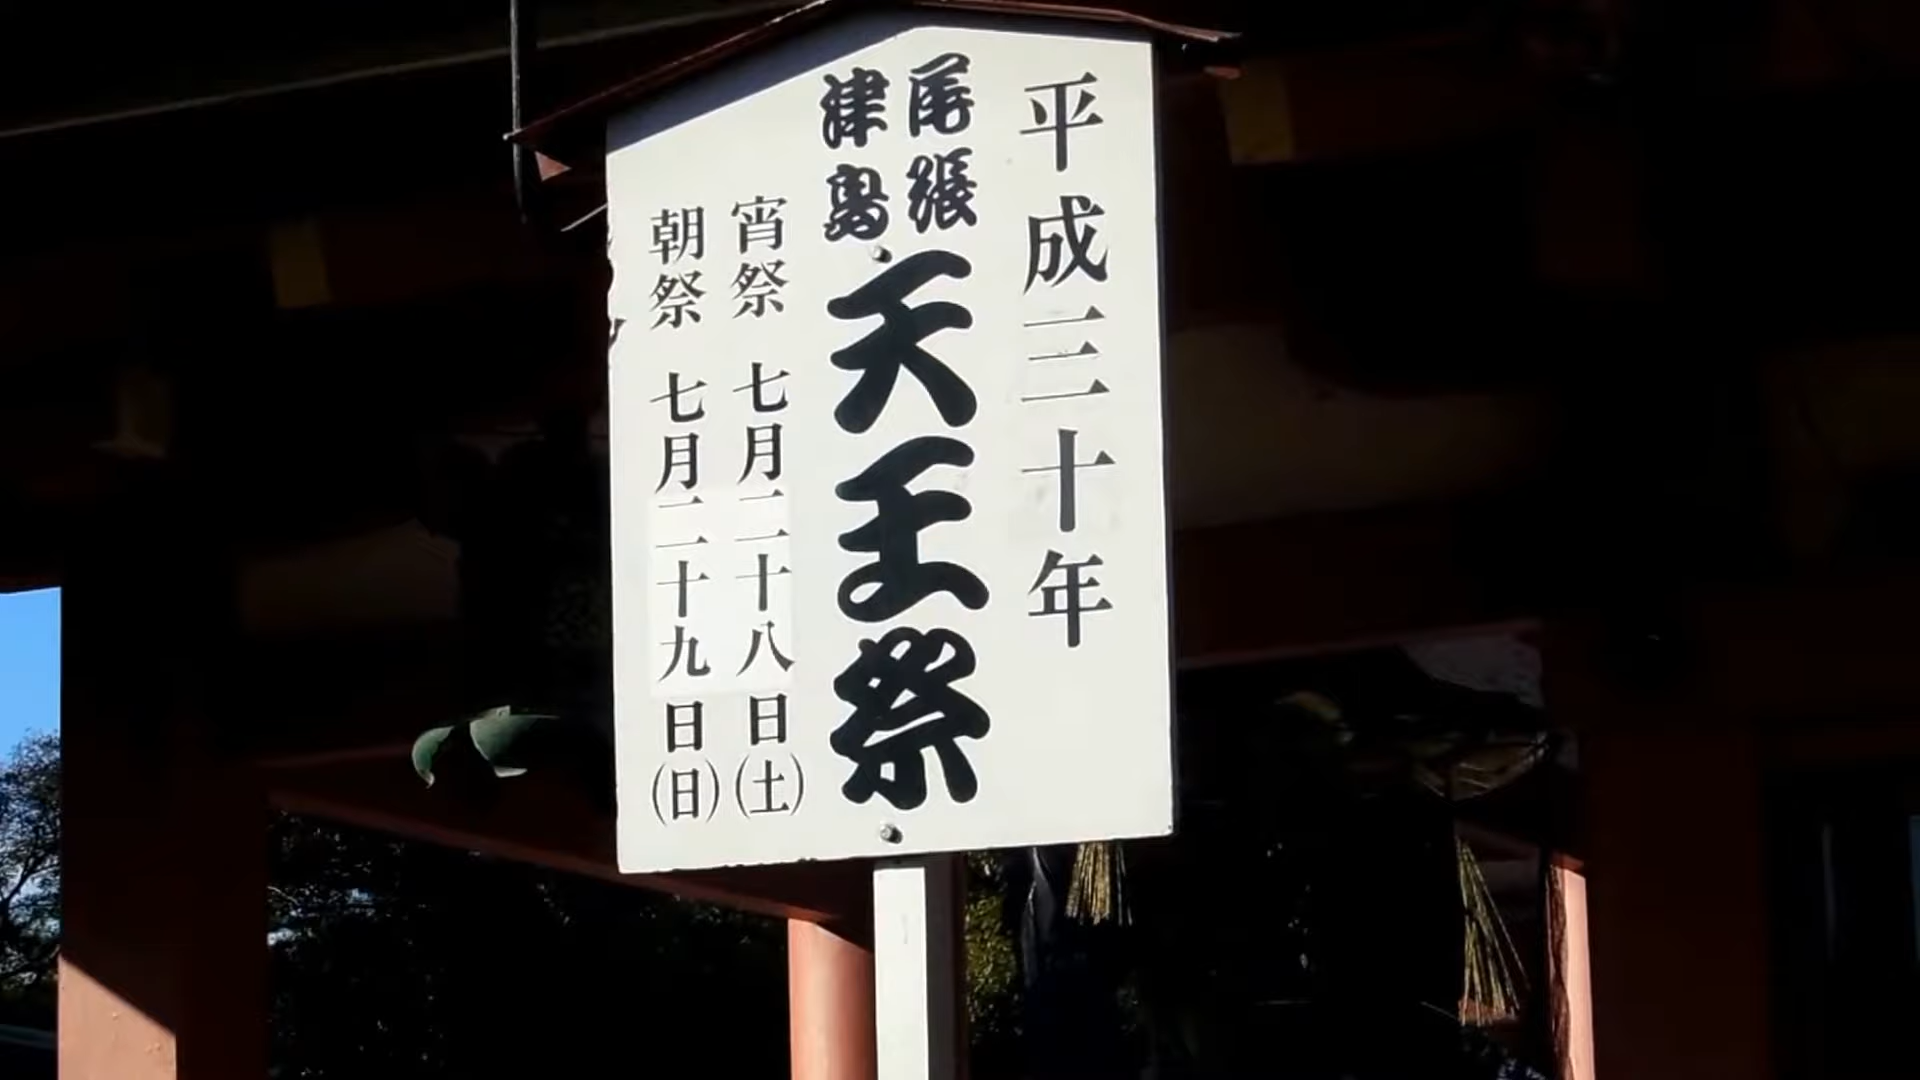 平成三十年
尾張
津島
天王祭
宵祭 七月二十八日(土)
朝祭 七月二十九日(日)